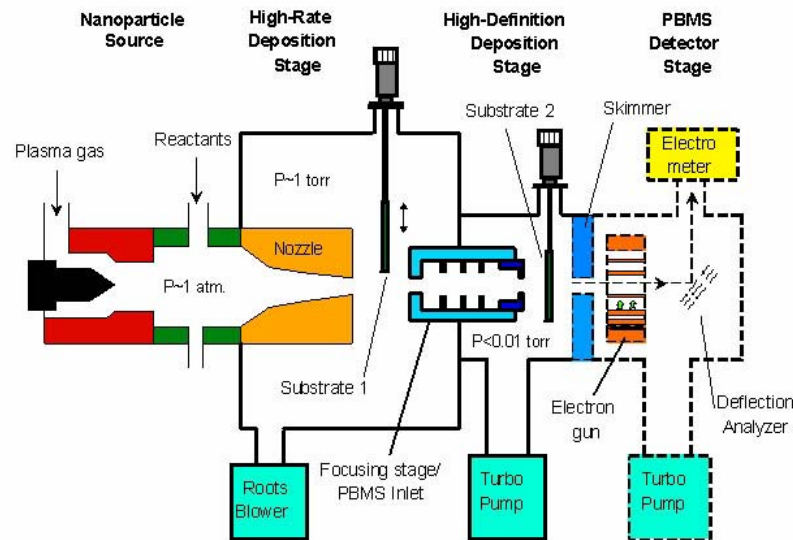 Nanoparticle
Source
High-Rate
Deposition
Stage
High-Definition
Deposition
Stage
PBMS
Detector
Stage
Plasma gas
Reactants
P~1 torr
Substrate 2
Skimmer
Electro
meter
Nozzle
P~1 atm.
Substrate 1
P<0.01 torr
Electron
gun
Deflection
Analyzer
Focusing stage/
PBMS Inlet
Roots
Blower
Turbo
Pump
Turbo
Pump